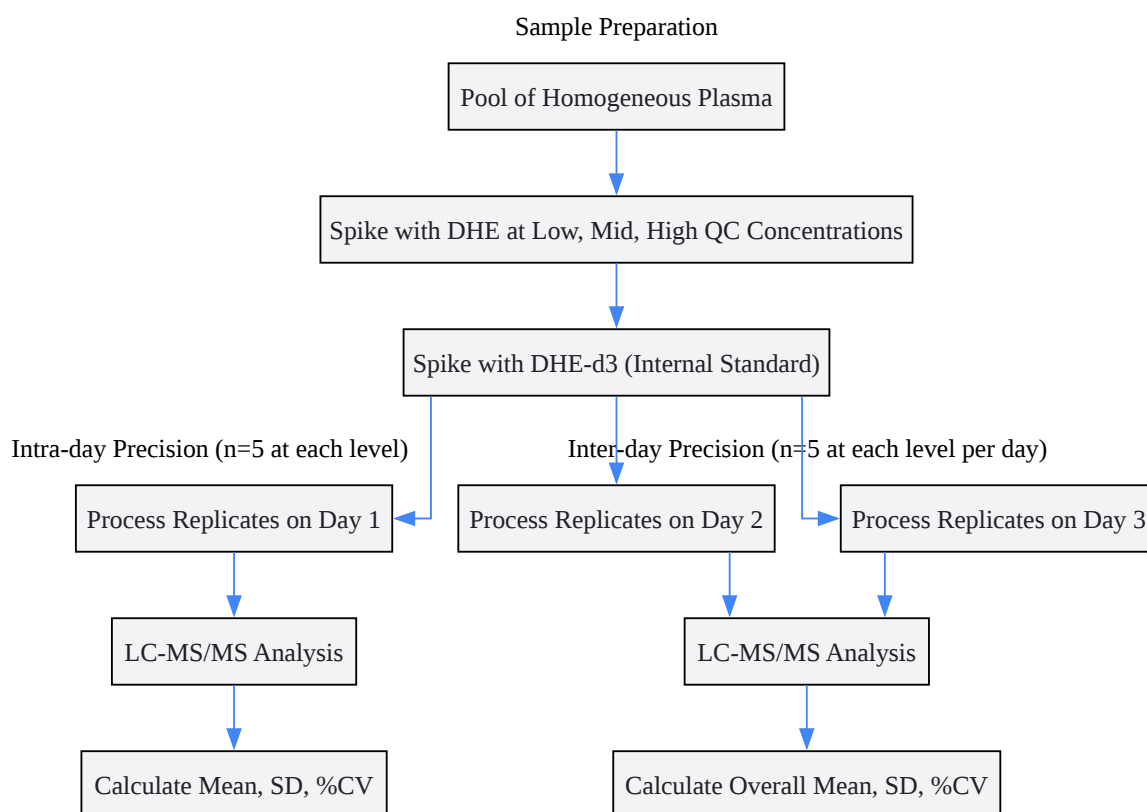 Sample Preparation
Pool of Homogeneous Plasma
Spike with DHE at Low, Mid, High QC Concentrations
Spike with DHE-d3 (Internal Standard)
Intra-day Precision (n=5 at each level)
Inter-day Precision (n=5 at each level per day)
Process Replicates on Day 1
Process Replicates on Day 2
Process Replicates on Day 3
LC-MS/MS Analysis
LC-MS/MS Analysis
Calculate Mean, SD, %CV
Calculate Overall Mean, SD, %CV